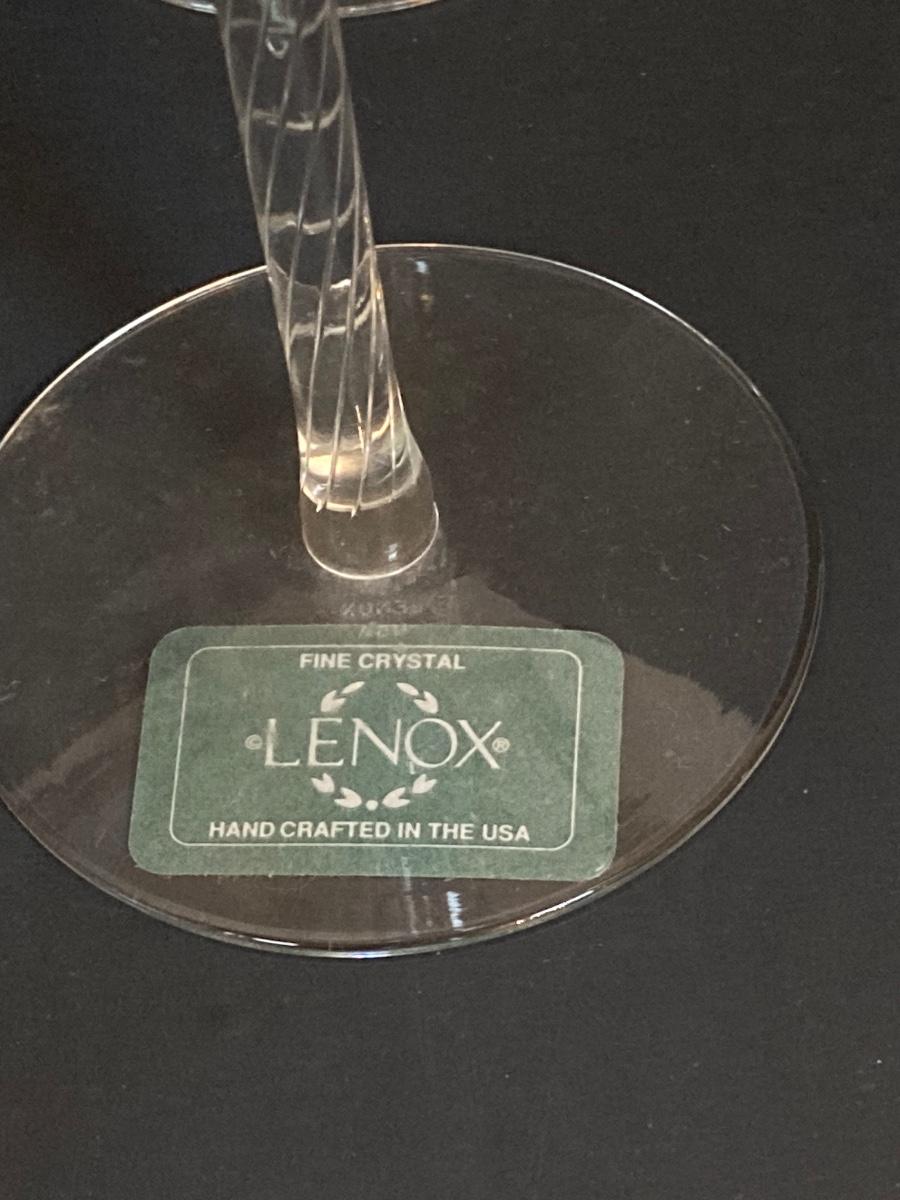 FINE CRYSTAL
© LENOX ®
HAND CRAFTED IN THE USA